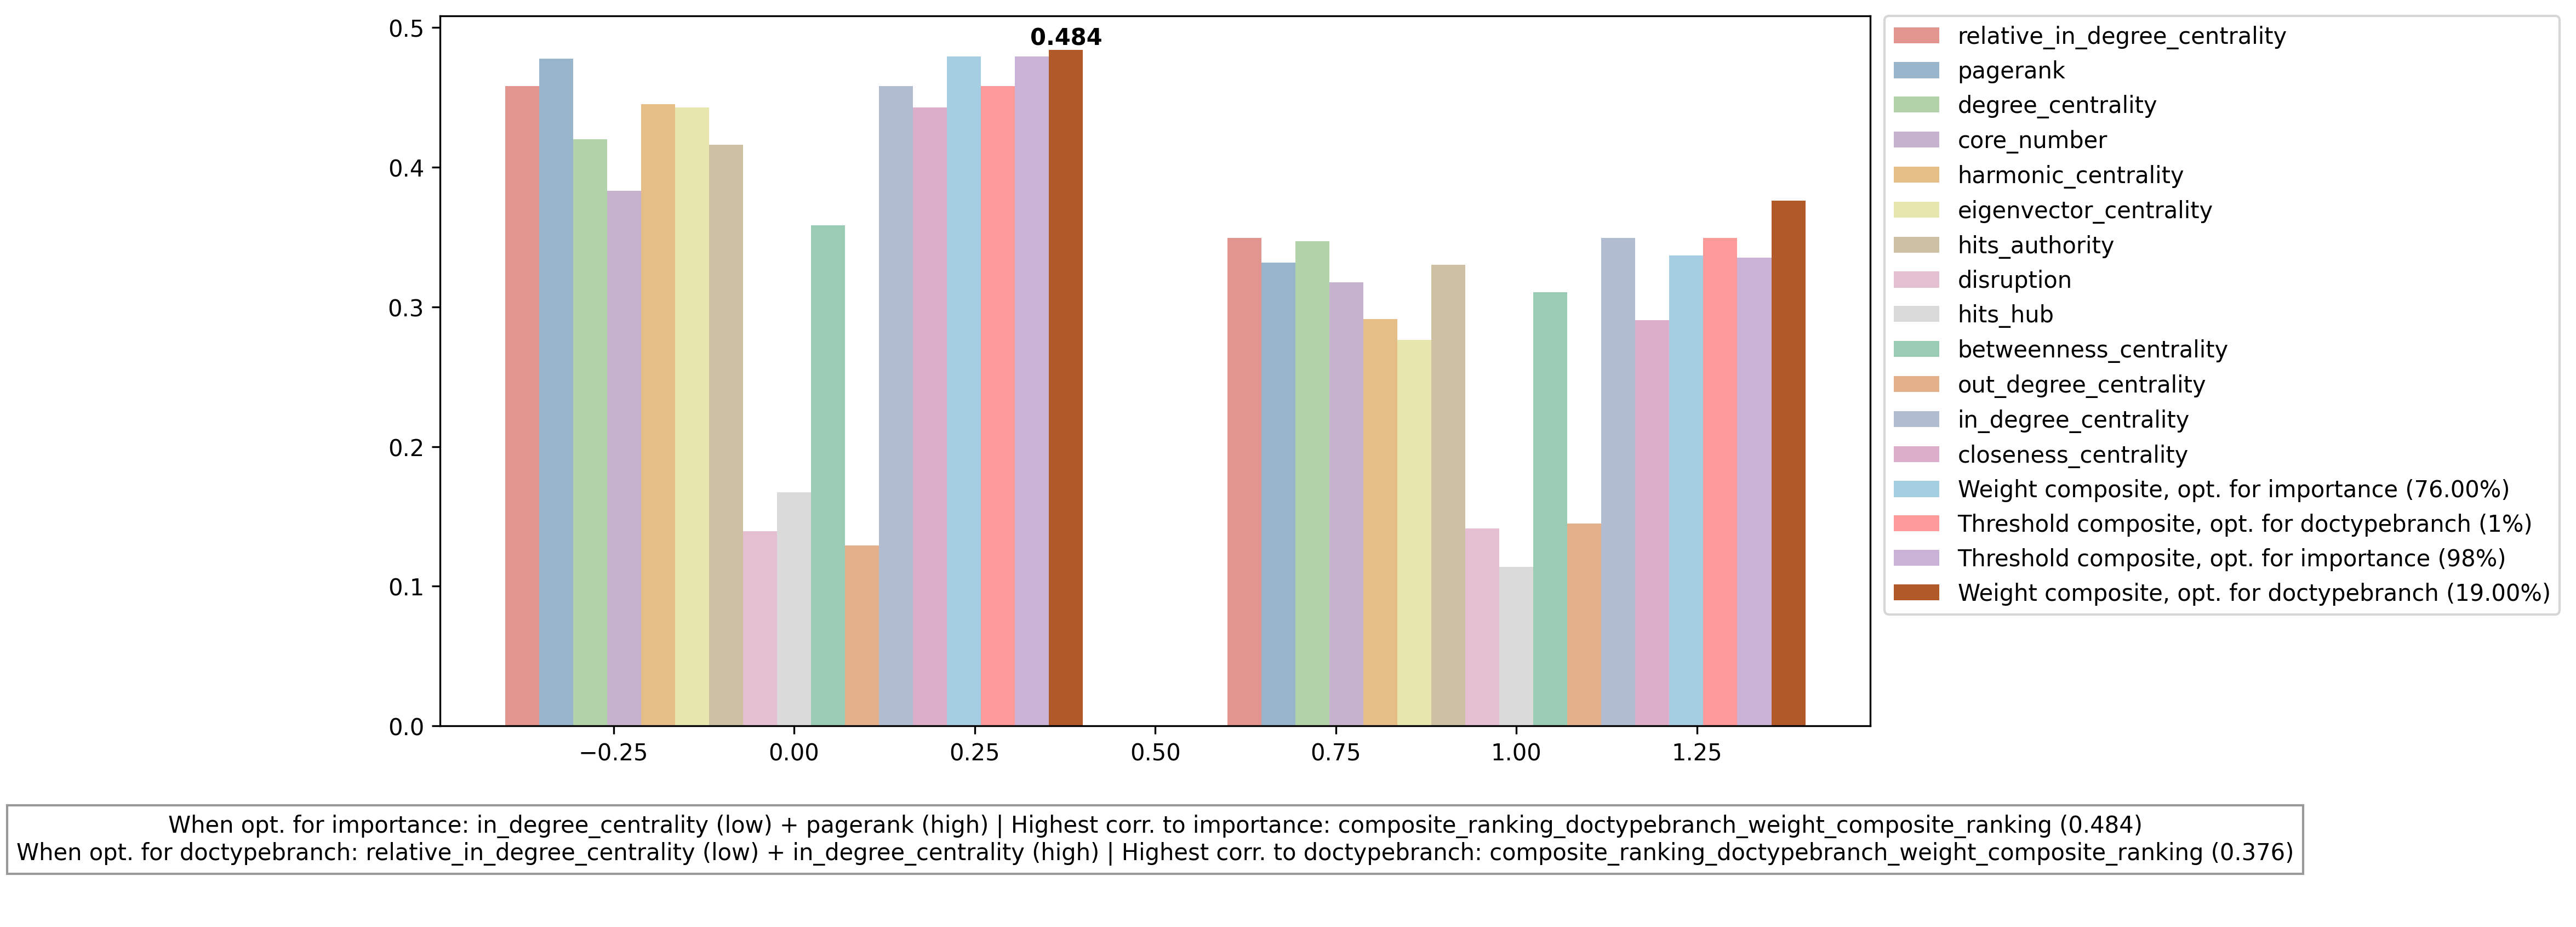 0.484
0.5
0.4
0.3
0.2
0.1
0.0
−0.25 0.00 0.25 0.50 0.75 1.00 1.25
relative_in_degree_centrality
pagerank
degree_centrality
core_number
harmonic_centrality
eigenvector_centrality
hits_authority
disruption
hits_hub
betweenness_centrality
out_degree_centrality
in_degree_centrality
closeness_centrality
Weight composite, opt. for importance (76.00%)
Threshold composite, opt. for doctypebranch (1%)
Threshold composite, opt. for importance (98%)
Weight composite, opt. for doctypebranch (19.00%)
When opt. for importance: in_degree_centrality (low) + pagerank (high) | Highest corr. to importance: composite_ranking_doctypebranch_weight_composite_ranking (0.484)
When opt. for doctypebranch: relative_in_degree_centrality (low) + in_degree_centrality (high) | Highest corr. to doctypebranch: composite_ranking_doctypebranch_weight_composite_ranking (0.376)